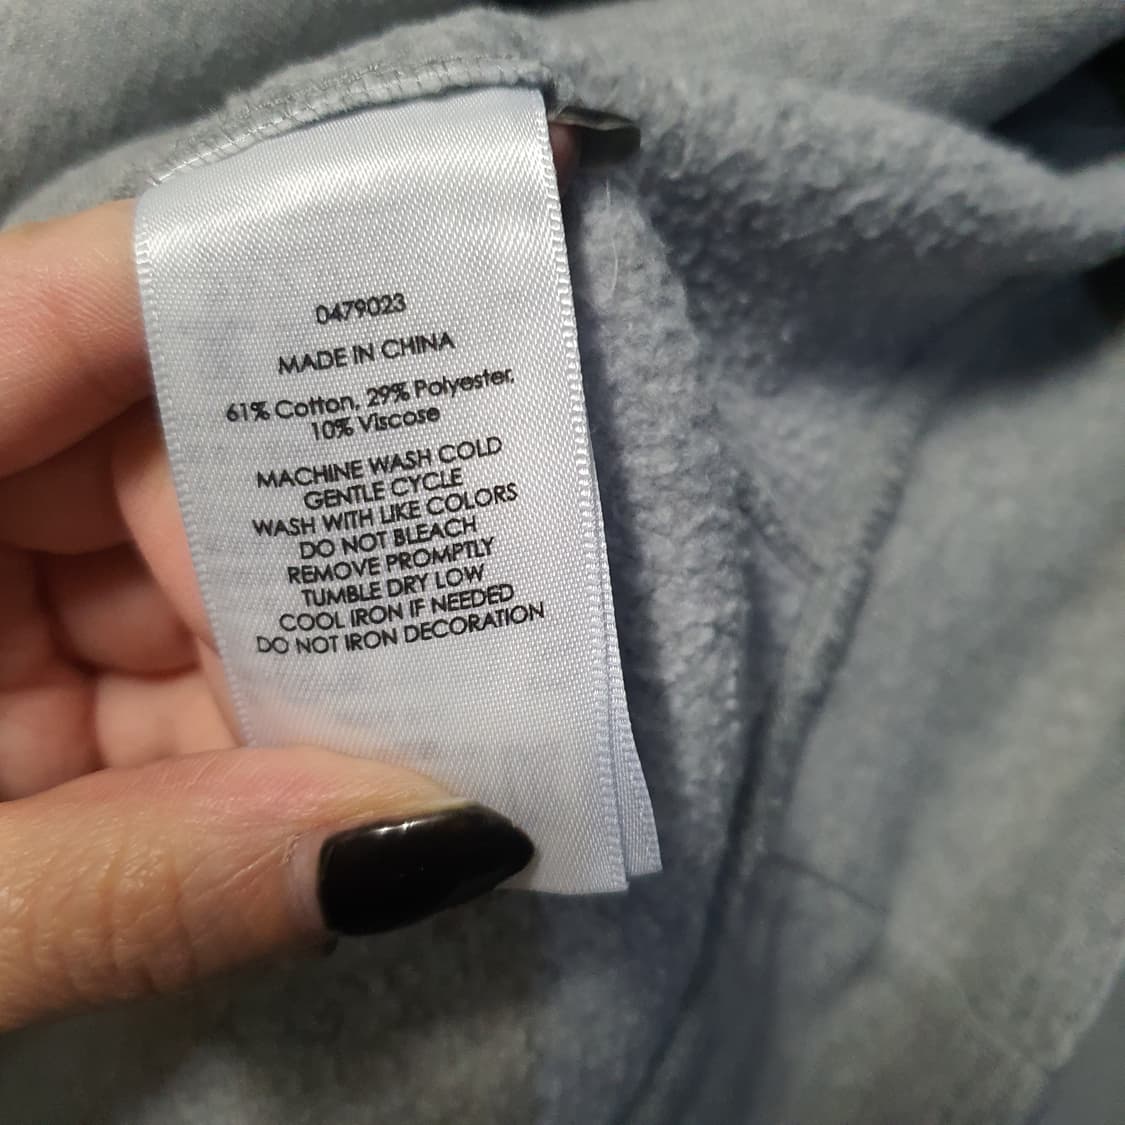 0479023
MADE IN CHINA
61% Cotton, 29% Polyester,
10% Viscose
MACHINE WASH COLD
GENTLE CYCLE
WASH WITH LIKE COLORS
DO NOT BLEACH
REMOVE PROMPTLY
TUMBLE DRY LOW
COOL IRON IF NEEDED
DO NOT IRON DECORATION